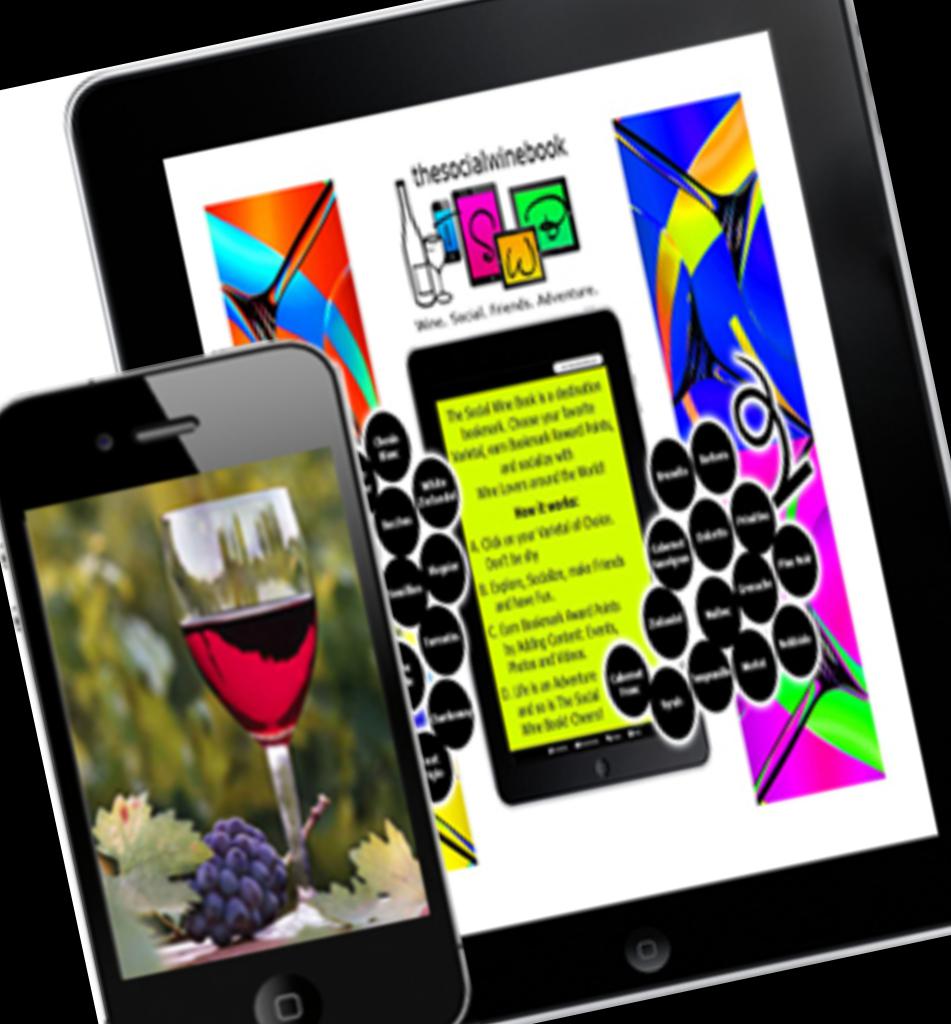 thesocialwinebook
S
W
Wine. Social. Friends. Adventure.
The Social Wine Book is a destination
bookmark. Choose your favorite
Varietal, earn Bookmark Reward Points,
and socialize with
Wine Lovers around the World!
How it works:
A. Click on your Varietal of Choice.
Don't be shy
B. Explore, Socialize, make Friends
and have Fun.
C. Earn Bookmark Award Points
by Adding Content: Events,
Photos and Videos.
D. Life is an Adventure
and so is The Social
Wine Book! Cheers!
Chenin
Blanc
White
Zinfandel
Viognier
Torrontes
Chardonnay
Brunello
Barbera
Cabernet
Sauvignon
Dolcetto
Primitivo
Pinot Noir
Zinfandel
Malbec
Grenache
Cabernet
Franc
Syrah
Tempranillo
Merlot
Nebbiolo